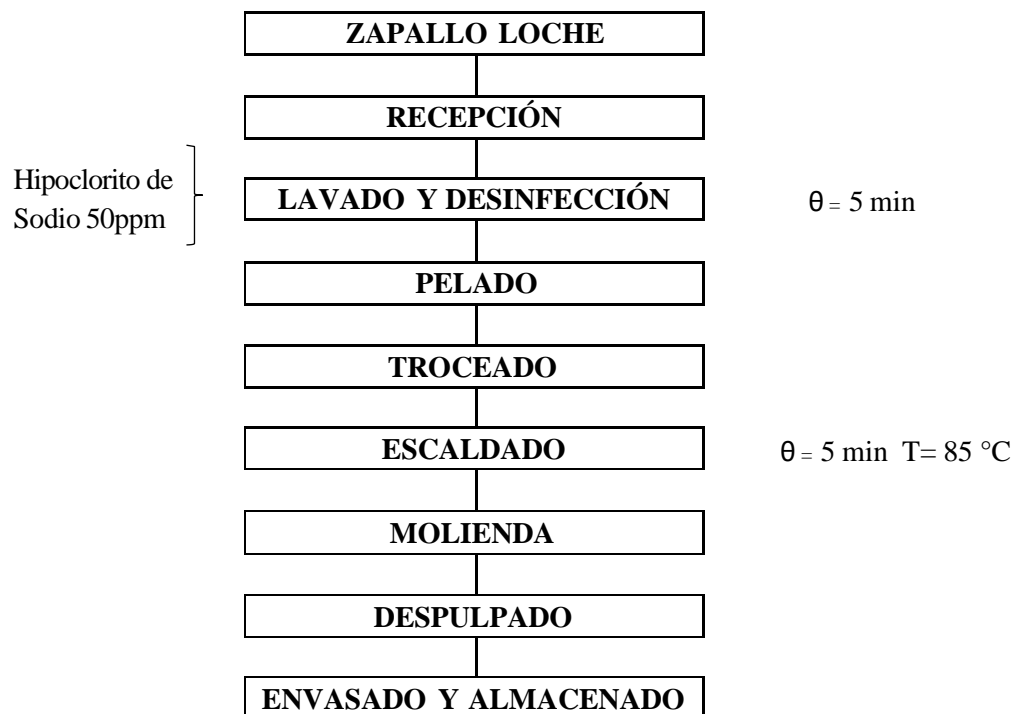 ZAPALLO LOCHE
RECEPCIÓN
Hipoclorito de
Sodio 50ppm
LAVADO Y DESINFECCIÓN
θ = 5 min
PELADO
TROCEADO
ESCALDADO
θ = 5 min T= 85 °C
MOLIENDA
DESPULPADO
ENVASADO Y ALMACENADO